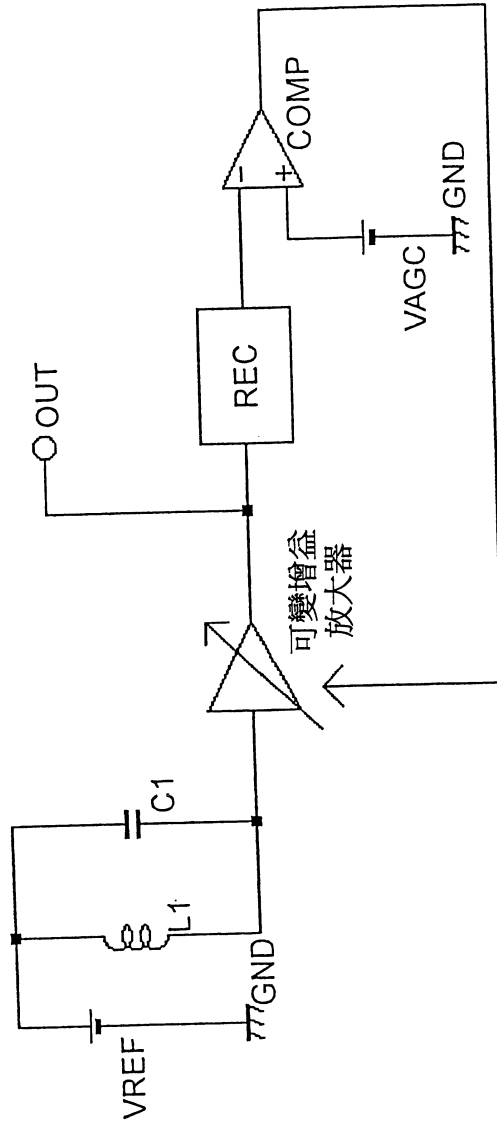 VREF
GND
L1
C1
可變增益
放大器
OUT
REC
COMP
-
+
VAGC
GND